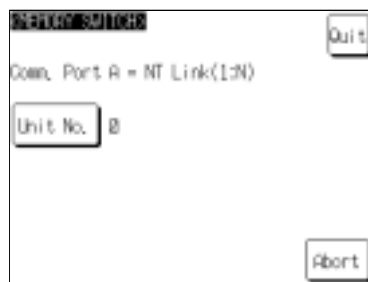 <MEMORY SWITCH>
Quit
Comm. Port A = NT Link(1:N)
Unit No. 0
Abort